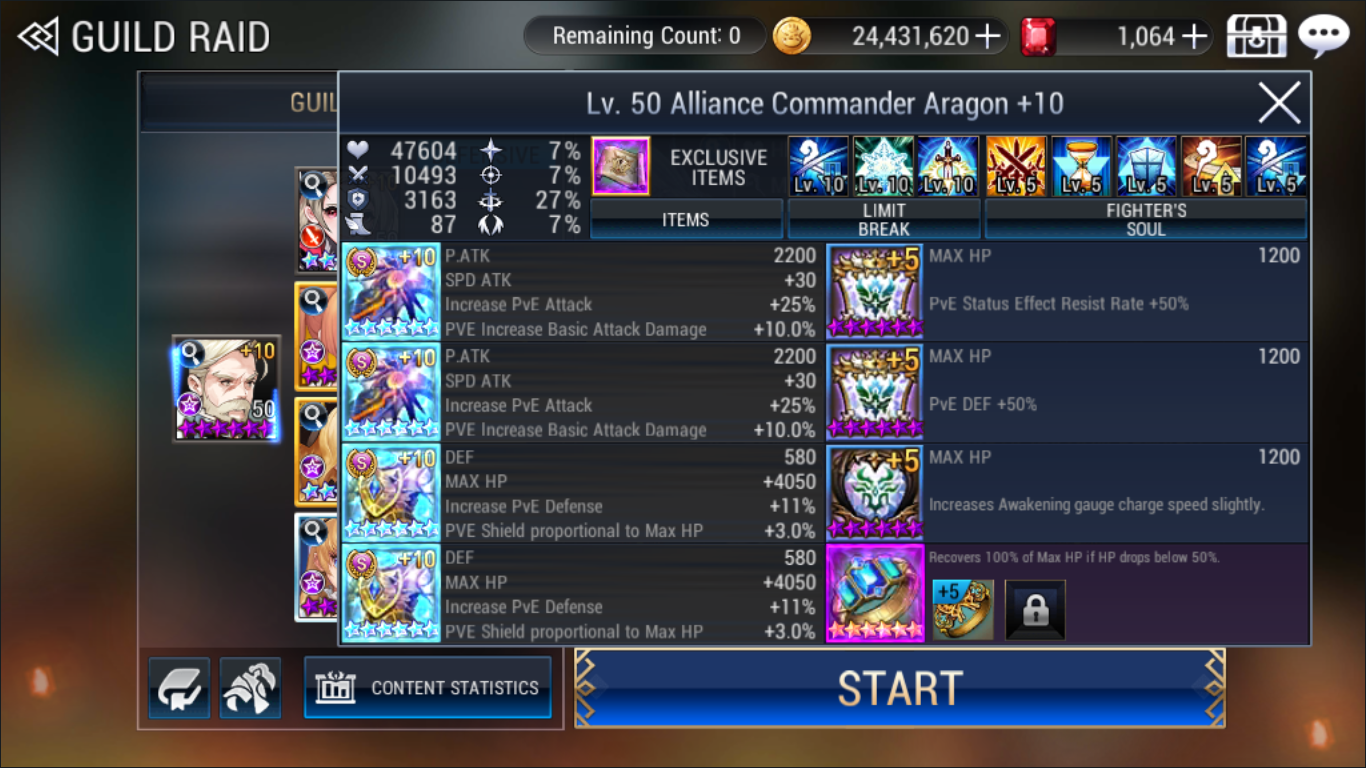 GUILD RAID
Remaining Count: 0
24,431,620
1,064
GUIL
Lv. 50 Alliance Commander Aragon +10
47604 7%
10493 7%
3163 27%
87 7%
EXCLUSIVE
ITEMS
ITEMS
Lv. 10 Lv. 10 Lv. 10
LIMIT
BREAK
Lv. 5 Lv. 5 Lv. 5 Lv. 5 Lv. 5
FIGHTER'S
SOUL
S +10
P.ATK 2200
SPD ATK +30
Increase PvE Attack +25%
PVE Increase Basic Attack Damage +10.0%
+5
MAX HP 1200
PvE Status Effect Resist Rate +50%
S +10
P.ATK 2200
SPD ATK +30
Increase PvE Attack +25%
PVE Increase Basic Attack Damage +10.0%
+5
MAX HP 1200
PvE DEF +50%
+10
50
S +10
DEF 580
MAX HP +4050
Increase PvE Defense +11%
PVE Shield proportional to Max HP +3.0%
+5
MAX HP 1200
Increases Awakening gauge charge speed slightly.
S +10
DEF 580
MAX HP +4050
Increase PvE Defense +11%
PVE Shield proportional to Max HP +3.0%
Recovers 100% of Max HP if HP drops below 50%.
+5
CONTENT STATISTICS
START